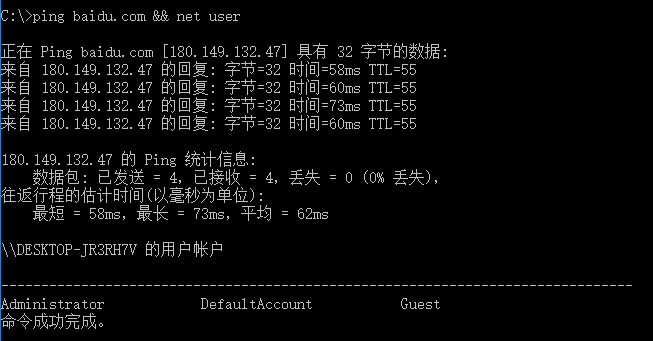 C:\>ping baidu.com && net user
正在 Ping baidu.com [180.149.132.47] 具有 32 字节的数据:
来自 180.149.132.47 的回复: 字节=32 时间=58ms TTL=55
来自 180.149.132.47 的回复: 字节=32 时间=60ms TTL=55
来自 180.149.132.47 的回复: 字节=32 时间=73ms TTL=55
来自 180.149.132.47 的回复: 字节=32 时间=60ms TTL=55
180.149.132.47 的 Ping 统计信息:
数据包: 已发送 = 4，已接收 = 4，丢失 = 0 (0% 丢失)，
往返行程的估计时间(以毫秒为单位):
最短 = 58ms，最长 = 73ms，平均 = 62ms
\\DESKTOP-JR3RH7V 的用户帐户
-------------------------------------------------------------------------------
Administrator DefaultAccount Guest
命令成功完成。